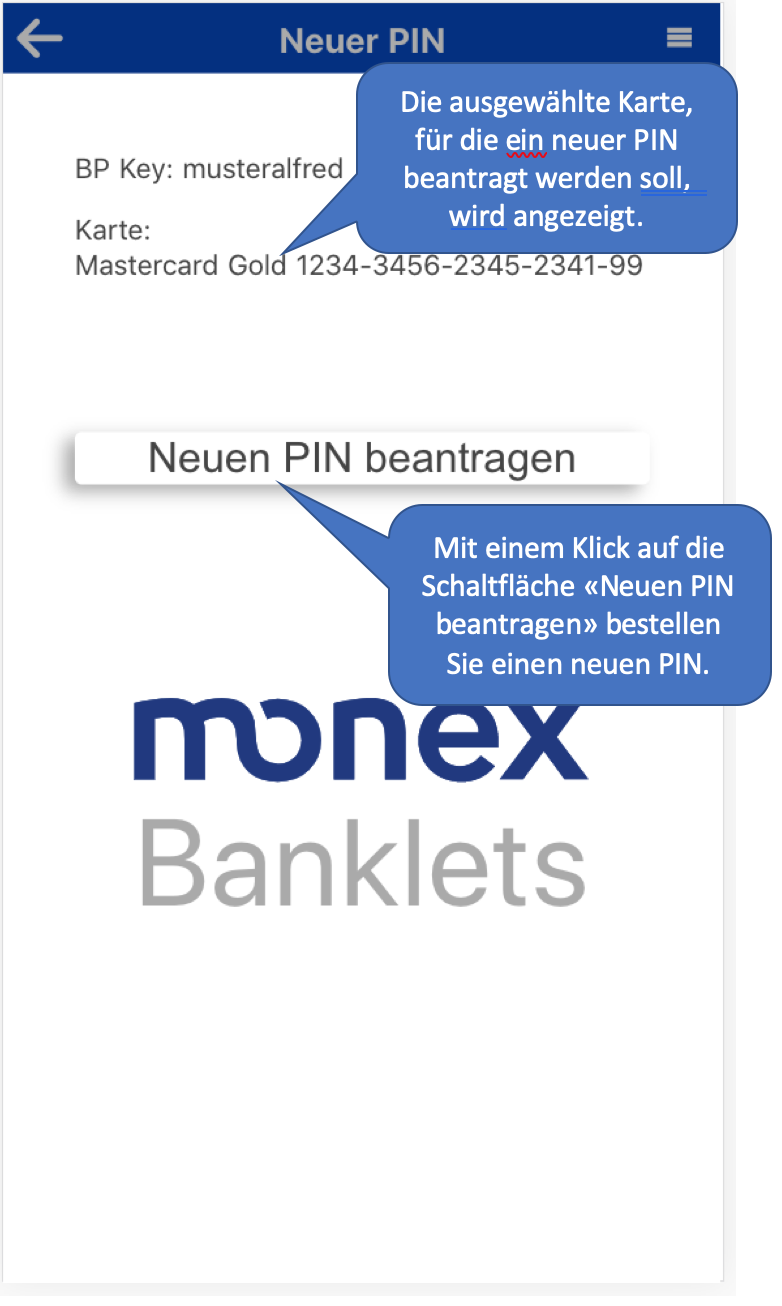 Neuer PIN
Die ausgewählte Karte,
für die ein neuer PIN
beantragt werden soll,
wird angezeigt.
BP Key: musteralfred
Karte:
Mastercard Gold 1234-3456-2345-2341-99
Neuen PIN beantragen
Mit einem Klick auf die
Schaltfläche «Neuen PIN
beantragen» bestellen
Sie einen neuen PIN.
monex
Banklets